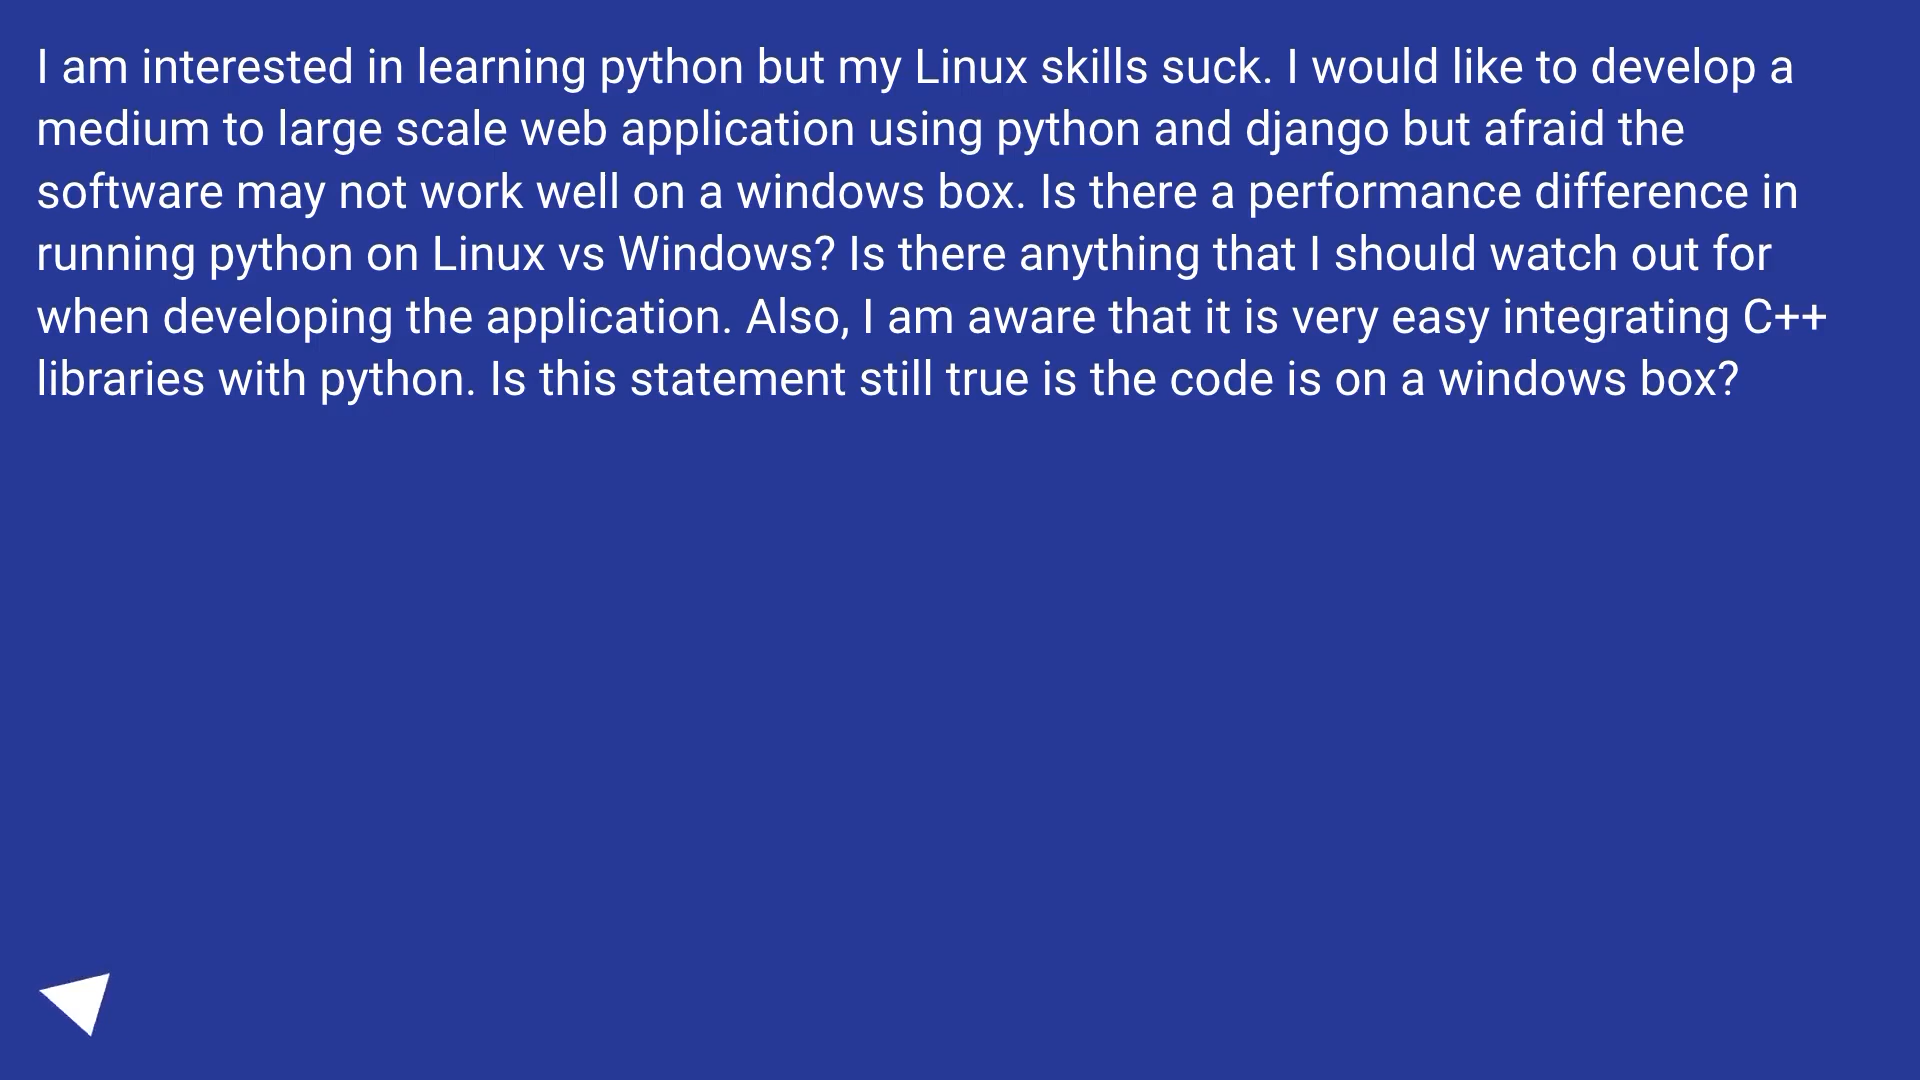 I am interested in learning python but my Linux skills suck. I would like to develop a
medium to large scale web application using python and django but afraid the
software may not work well on a windows box. Is there a performance difference in
running python on Linux vs Windows? Is there anything that I should watch out for
when developing the application. Also, I am aware that it is very easy integrating C++
libraries with python. Is this statement still true is the code is on a windows box?